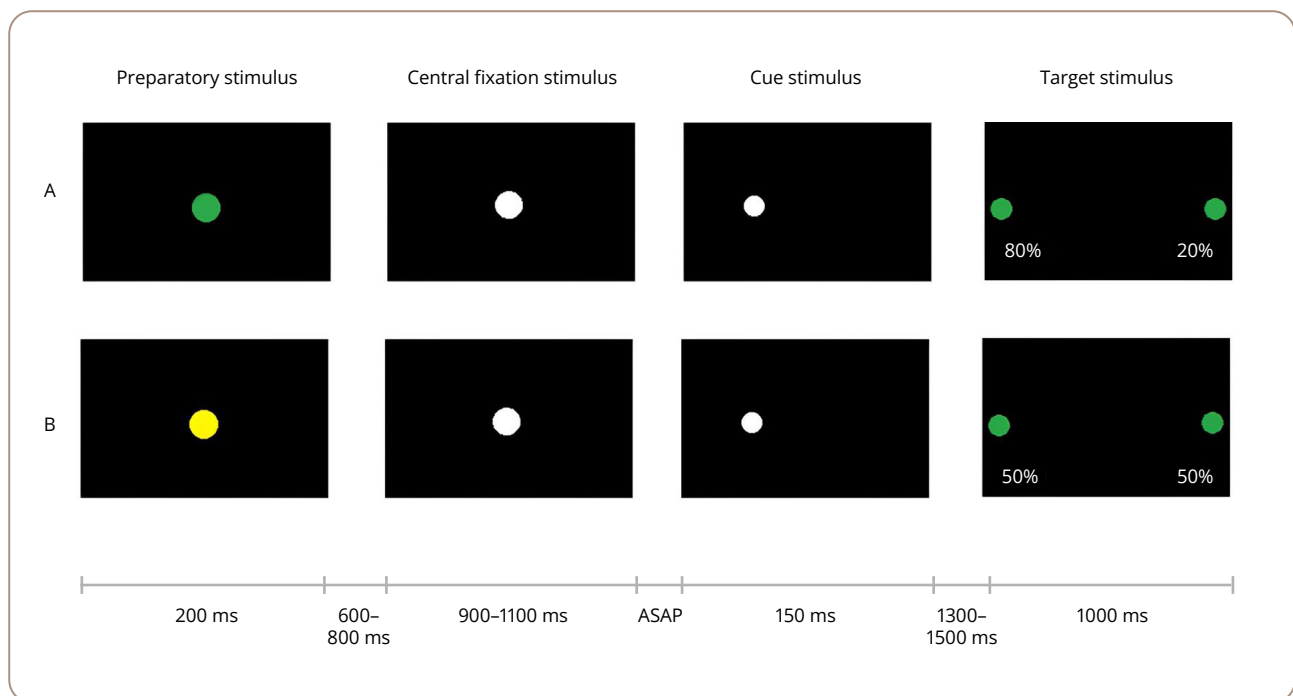 Preparatory stimulus
Central fixation stimulus
Cue stimulus
Target stimulus
A
80%
20%
B
50%
50%
200 ms
600–
800 ms
900–1100 ms
ASAP
150 ms
1300–
1500 ms
1000 ms